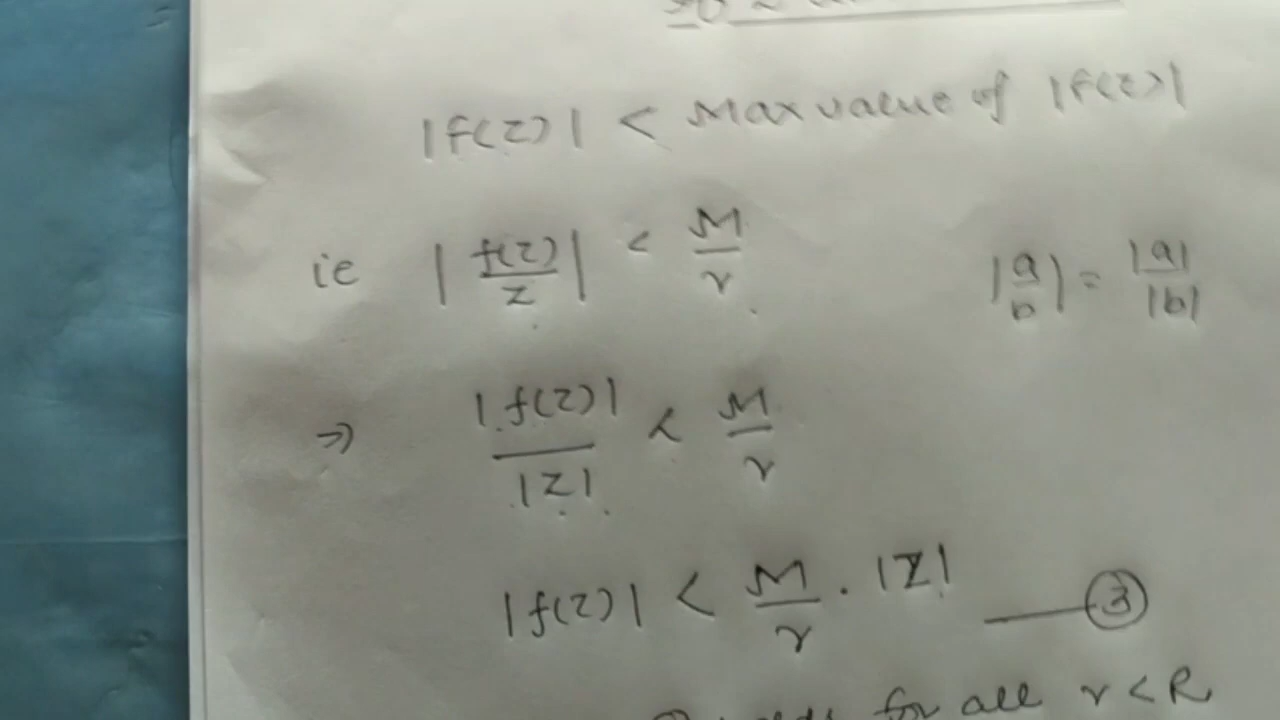 |F(z)| < Max value of |F(z)|
ie |f(z)/z| < M/r |a/b| = |a|/|b|
⇒ |f(z)|/|z| < M/r
|f(z)| < M/r . |z| —— ③
for all r < R